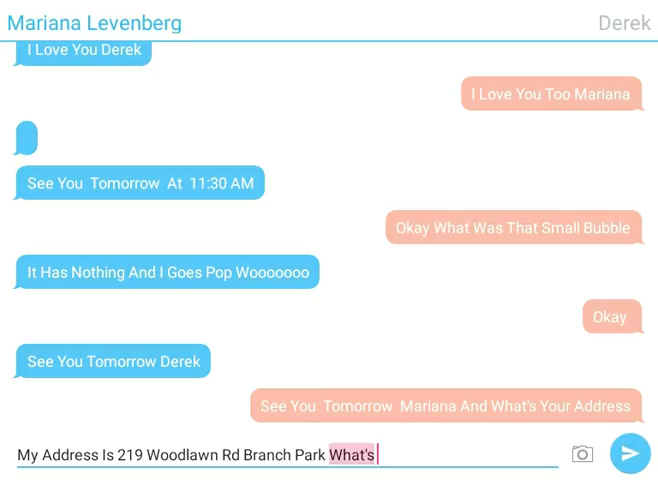 Mariana Levenberg Derek
I Love You Derek
I Love You Too Mariana
See You Tomorrow At 11:30 AM
Okay What Was That Small Bubble
It Has Nothing And I Goes Pop Wooooooo
Okay
See You Tomorrow Derek
See You Tomorrow Mariana And What's Your Address
My Address Is 219 Woodlawn Rd Branch Park What's